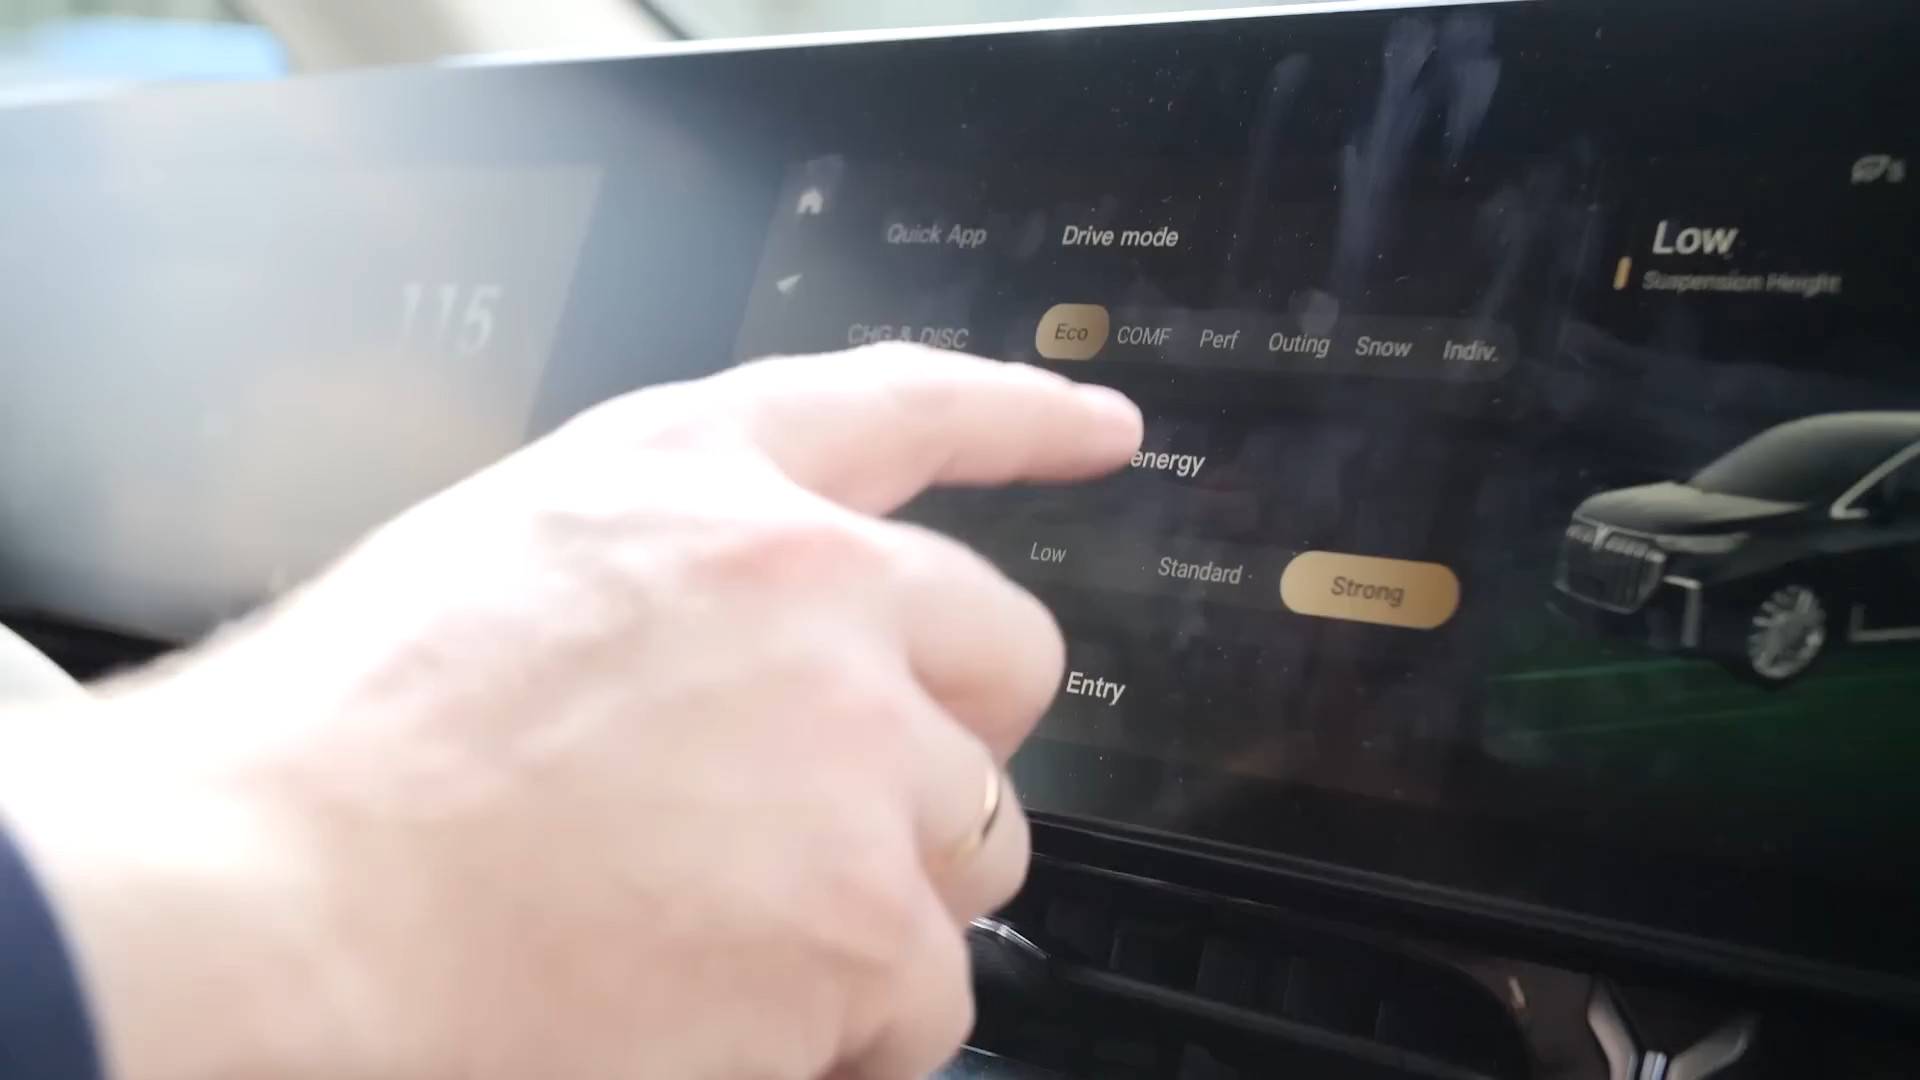 115
Quick App
CHG & DISC
Drive mode
Eco COMF Perf Outing Snow Indiv.
energy
Low Standard Strong
Entry
Low
Suspension Height